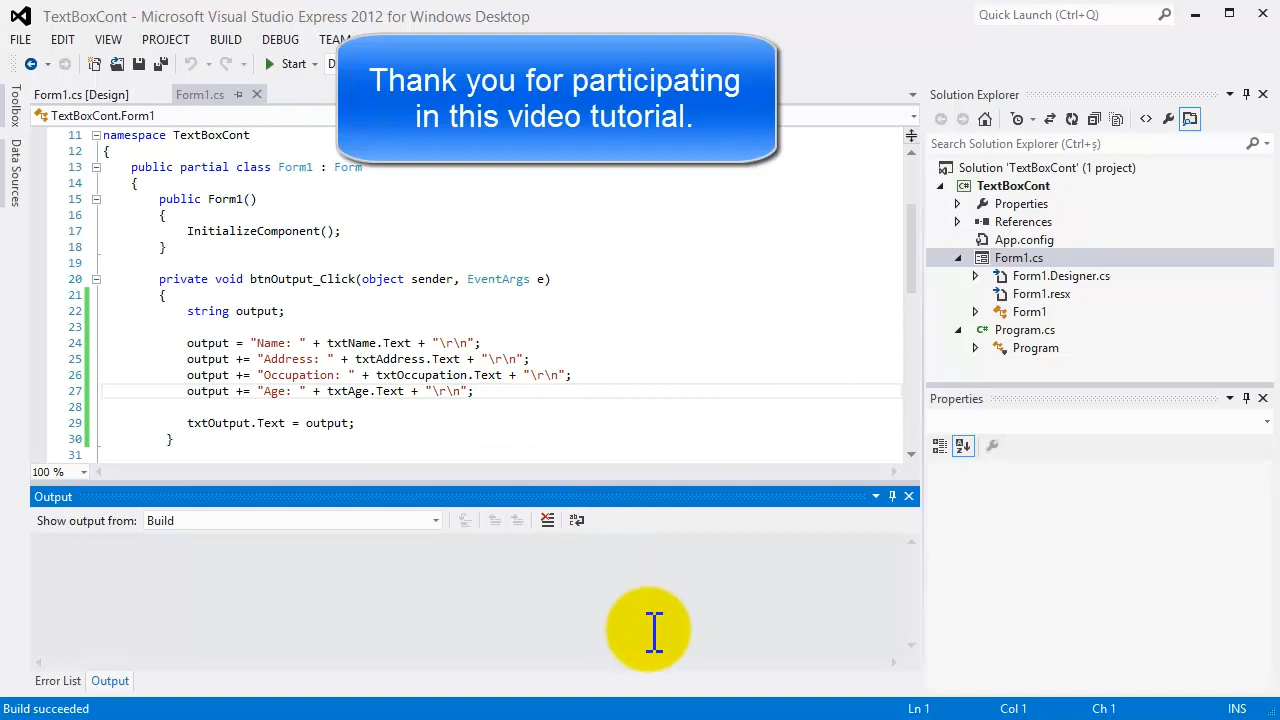 TextBoxCont - Microsoft Visual Studio Express 2012 for Windows Desktop
Quick Launch (Ctrl+Q)
FILE EDIT VIEW PROJECT BUILD DEBUG TEAM
Start
Thank you for participating
in this video tutorial.
Toolbox
Data Sources
Form1.cs [Design] Form1.cs
TextBoxCont.Form1
11 namespace TextBoxCont
12 {
13 public partial class Form1 : Form
14 {
15 public Form1()
16 {
17 InitializeComponent();
18 }
19
20 private void btnOutput_Click(object sender, EventArgs e)
21 {
22 string output;
23
24 output = "Name: " + txtName.Text + "\r\n";
25 output += "Address: " + txtAddress.Text + "\r\n";
26 output += "Occupation: " + txtOccupation.Text + "\r\n";
27 output += "Age: " + txtAge.Text + "\r\n";
28
29 txtOutput.Text = output;
30 }
31
100 %
Output
Show output from: Build
Error List Output
Solution Explorer
Search Solution Explorer (Ctrl+ş)
Solution 'TextBoxCont' (1 project)
TextBoxCont
Properties
References
App.config
Form1.cs
Form1.Designer.cs
Form1.resx
Form1
Program.cs
Program
Properties
Build succeeded Ln 1 Col 1 Ch 1 INS